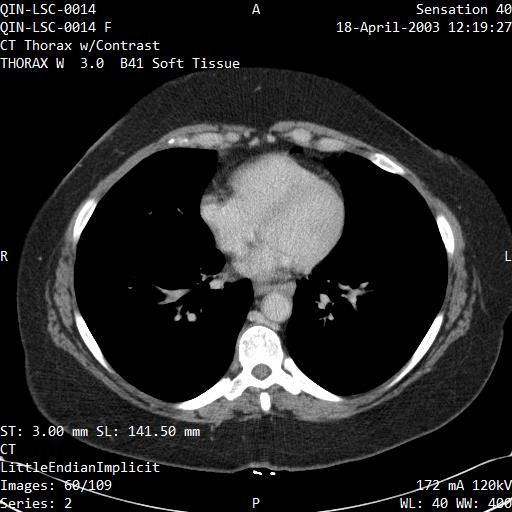 QIN-LSC-0014
A
Sensation 40
QIN-LSC-0014 F
18-April-2003 12:19:27
CT Thorax w/Contrast
THORAX W  3.0  B41 Soft Tissue
R
L
ST: 3.00 mm SL: 141.50 mm
CT
LittleEndianImplicit
Images: 60/109
172 mA 120kV
Series: 2
P
WL: 40 WW: 400